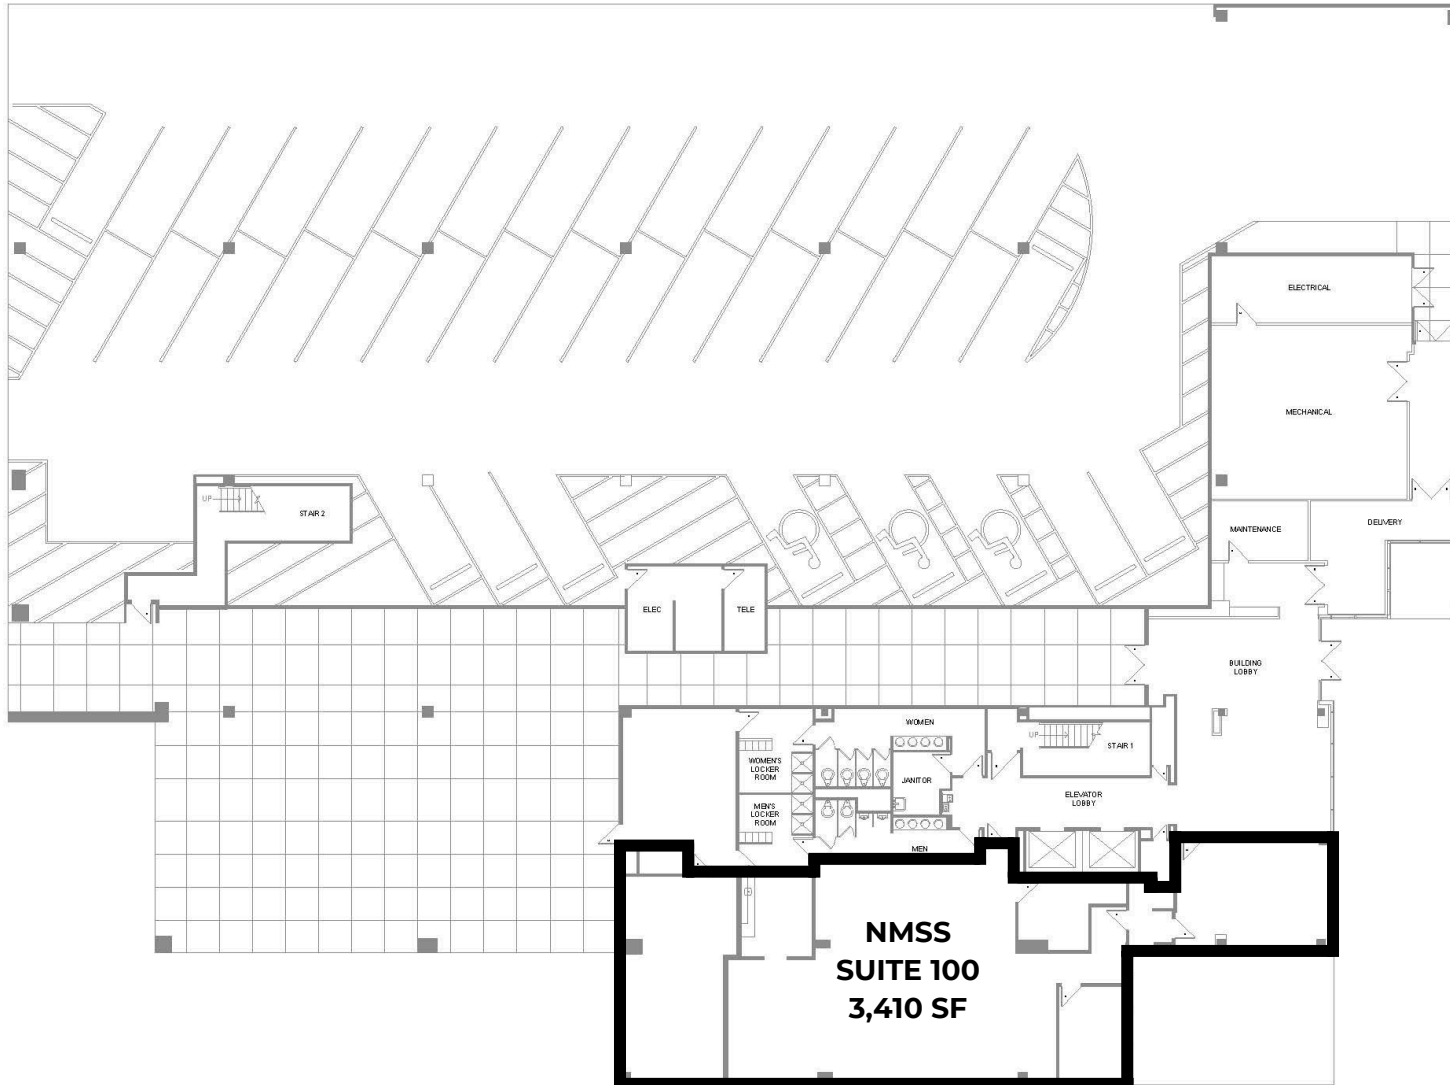 ELECTRICAL
MECHANICAL
UP
STAIR 2
MAINTENANCE
DELIVERY
ELEC
TELE
BUILDING
LOBBY
WOMEN
UP
STAIR 1
WOMEN'S
LOCKER
ROOM
JANITOR
ELEVATOR
LOBBY
MEN'S
LOCKER
ROOM
MEN
NMSS
SUITE 100
3,410 SF